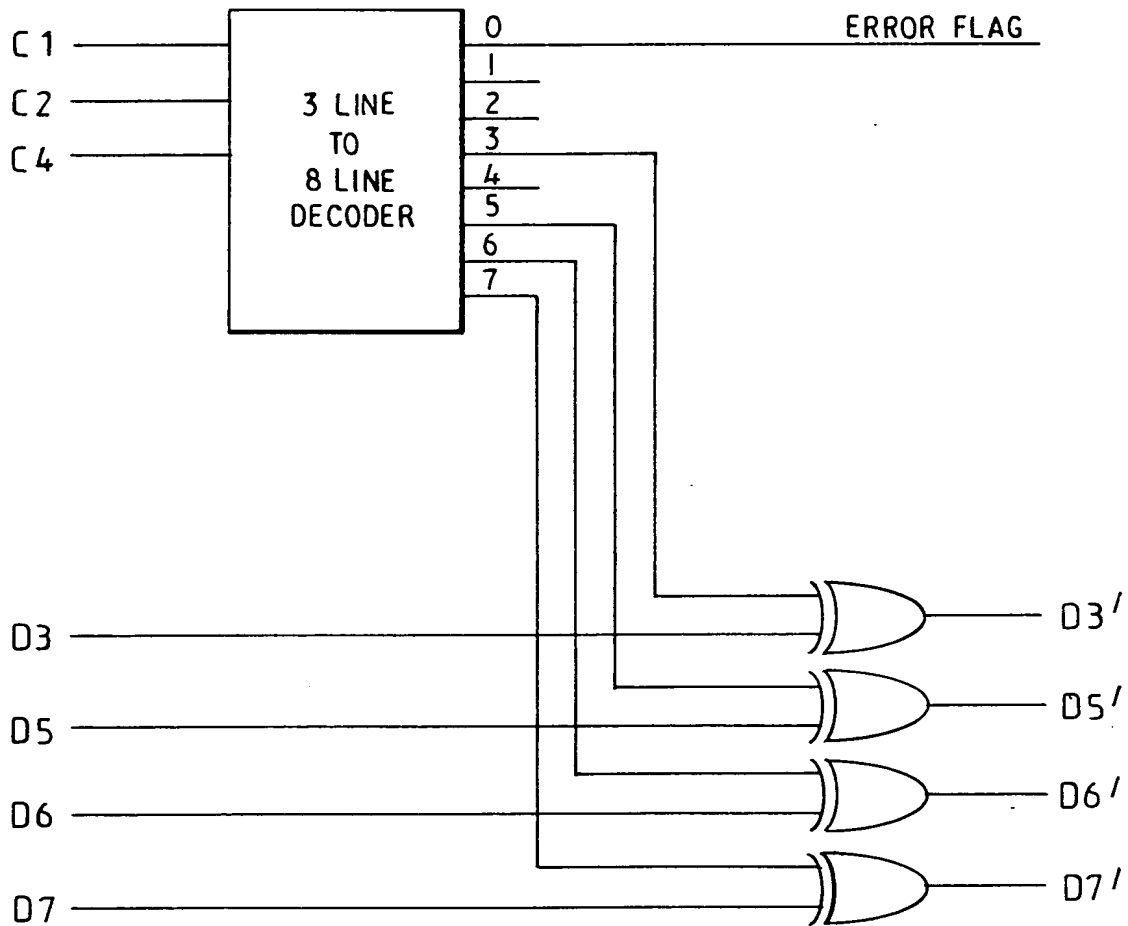 C1
C2
C4
3 LINE
TO
8 LINE
DECODER
0
1
2
3
4
5
6
7
ERROR FLAG
D3
D5
D6
D7
D3'
D5'
D6'
D7'